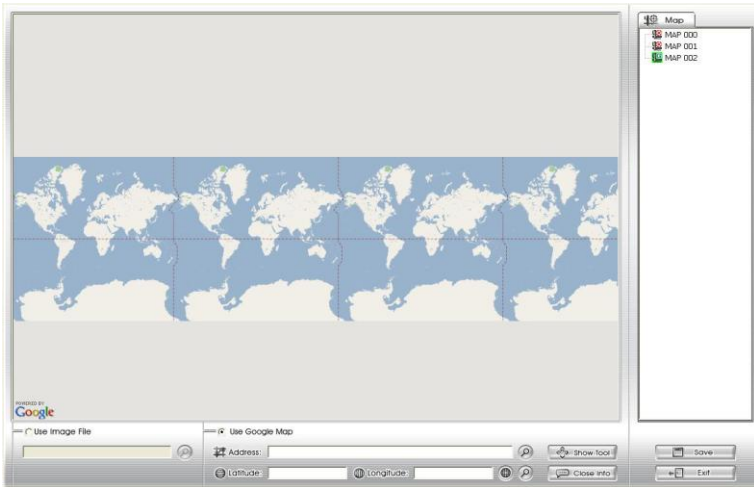 Map
MAP 000
MAP 001
MAP 002
POWERED BY
Google
Use Image File
Use Google Map
Address:
Show Tool
Save
Latitude:
Longitude:
Close Info
Exit